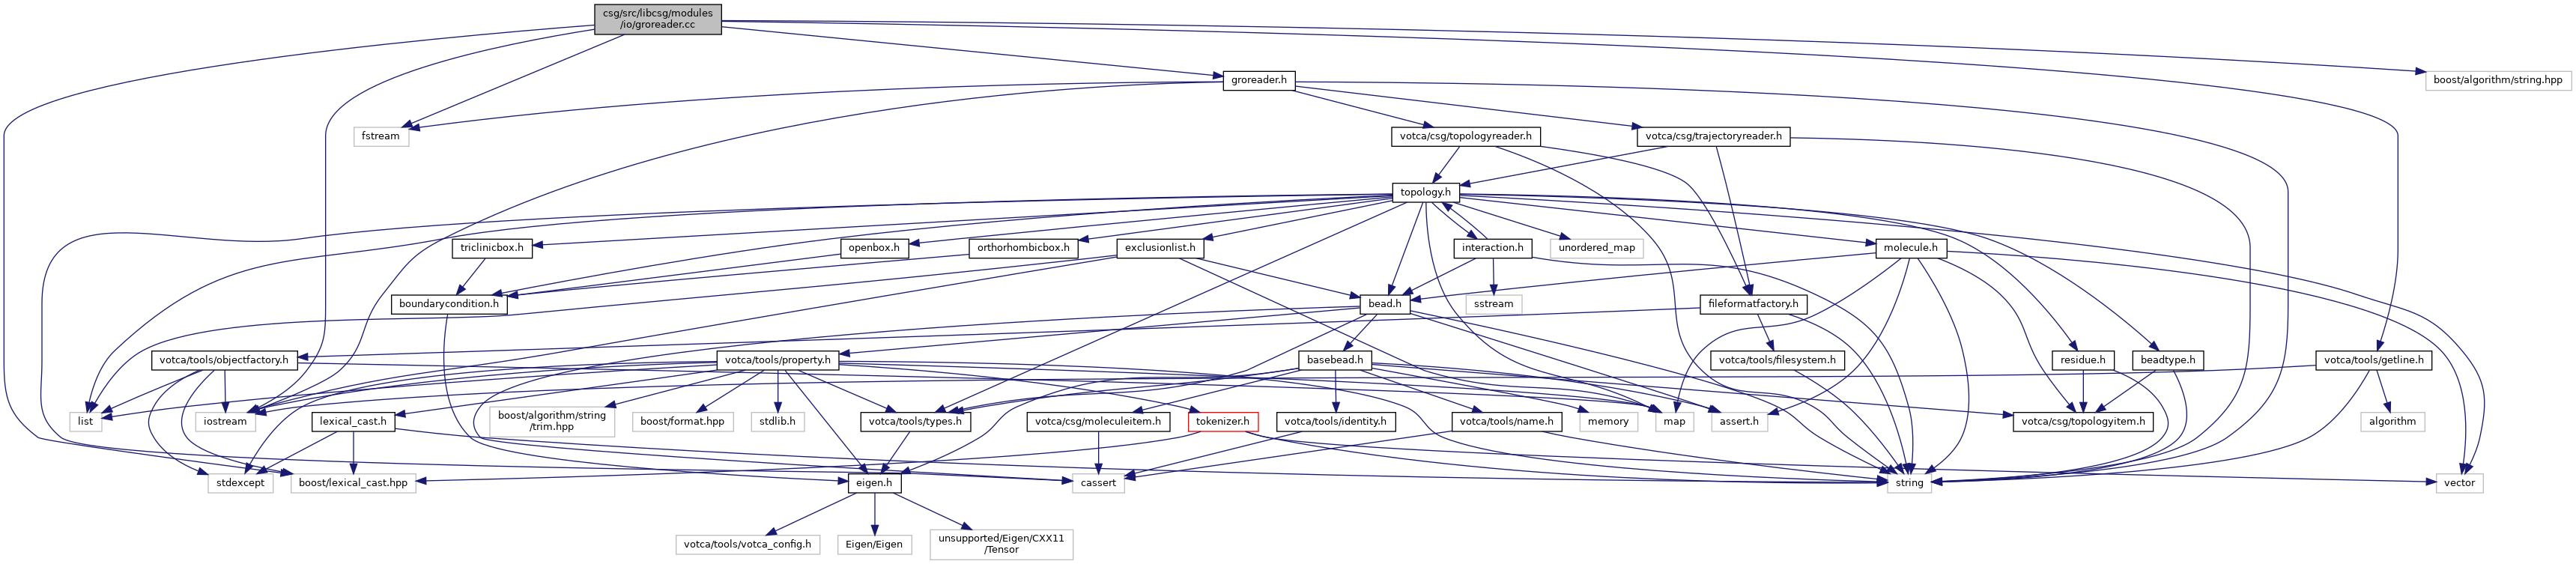 csg/src/libcsg/modules
/io/groreader.cc
groreader.h
boost/algorithm/string.hpp
fstream
votca/csg/topologyreader.h
votca/csg/trajectoryreader.h
topology.h
triclinicbox.h
openbox.h
orthorhombicbox.h
exclusionlist.h
interaction.h
unordered_map
molecule.h
boundarycondition.h
bead.h
sstream
fileformatfactory.h
votca/tools/objectfactory.h
votca/tools/property.h
basebead.h
votca/tools/filesystem.h
residue.h
beadtype.h
votca/tools/getline.h
list
iostream
lexical_cast.h
boost/algorithm/string
/trim.hpp
boost/format.hpp
stdlib.h
votca/tools/types.h
votca/csg/moleculeitem.h
tokenizer.h
votca/tools/identity.h
votca/tools/name.h
memory
map
assert.h
votca/csg/topologyitem.h
algorithm
stdexcept
boost/lexical_cast.hpp
eigen.h
cassert
string
vector
votca/tools/votca_config.h
Eigen/Eigen
unsupported/Eigen/CXX11
/Tensor